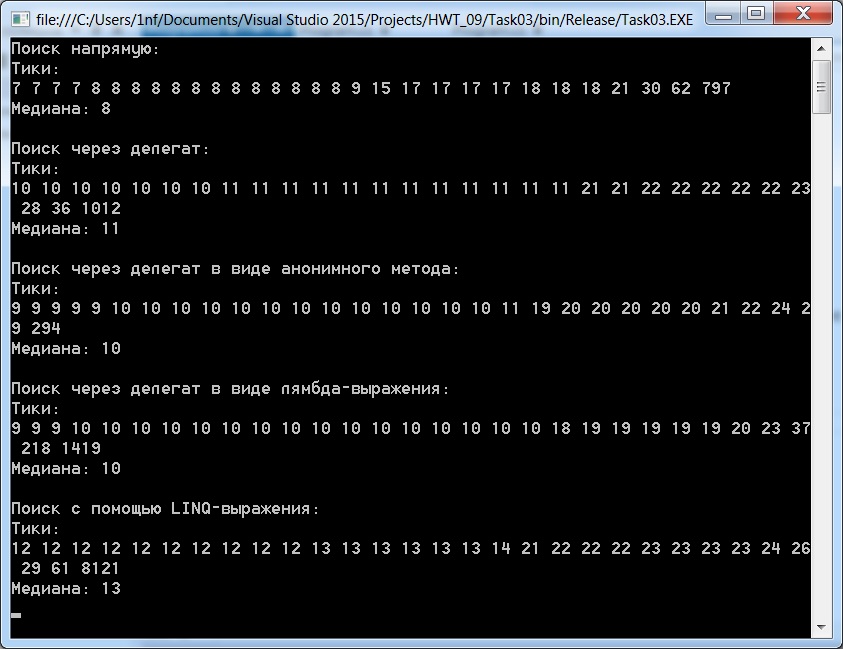 file:///C:/Users/1nf/Documents/Visual Studio 2015/Projects/HWT_09/Task03/bin/Release/Task03.EXE
Поиск напрямую:
Тики:
7 7 7 7 8 8 8 8 8 8 8 8 8 8 8 8 8 9 15 17 17 17 17 18 18 18 21 30 62 797
Медиана: 8
Поиск через делегат:
Тики:
10 10 10 10 10 10 10 11 11 11 11 11 11 11 11 11 11 11 11 21 21 22 22 22 22 22 23
28 36 1012
Медиана: 11
Поиск через делегат в виде анонимного метода:
Тики:
9 9 9 9 9 10 10 10 10 10 10 10 10 10 10 10 10 10 11 19 20 20 20 20 20 21 22 24 2
9 294
Медиана: 10
Поиск через делегат в виде лямбда-выражения:
Тики:
9 9 9 10 10 10 10 10 10 10 10 10 10 10 10 10 10 10 10 18 19 19 19 19 19 20 23 37
218 1419
Медиана: 10
Поиск с помощью LINQ-выражения:
Тики:
12 12 12 12 12 12 12 12 12 12 13 13 13 13 13 13 14 21 22 22 22 23 23 23 23 24 26
29 61 8121
Медиана: 13